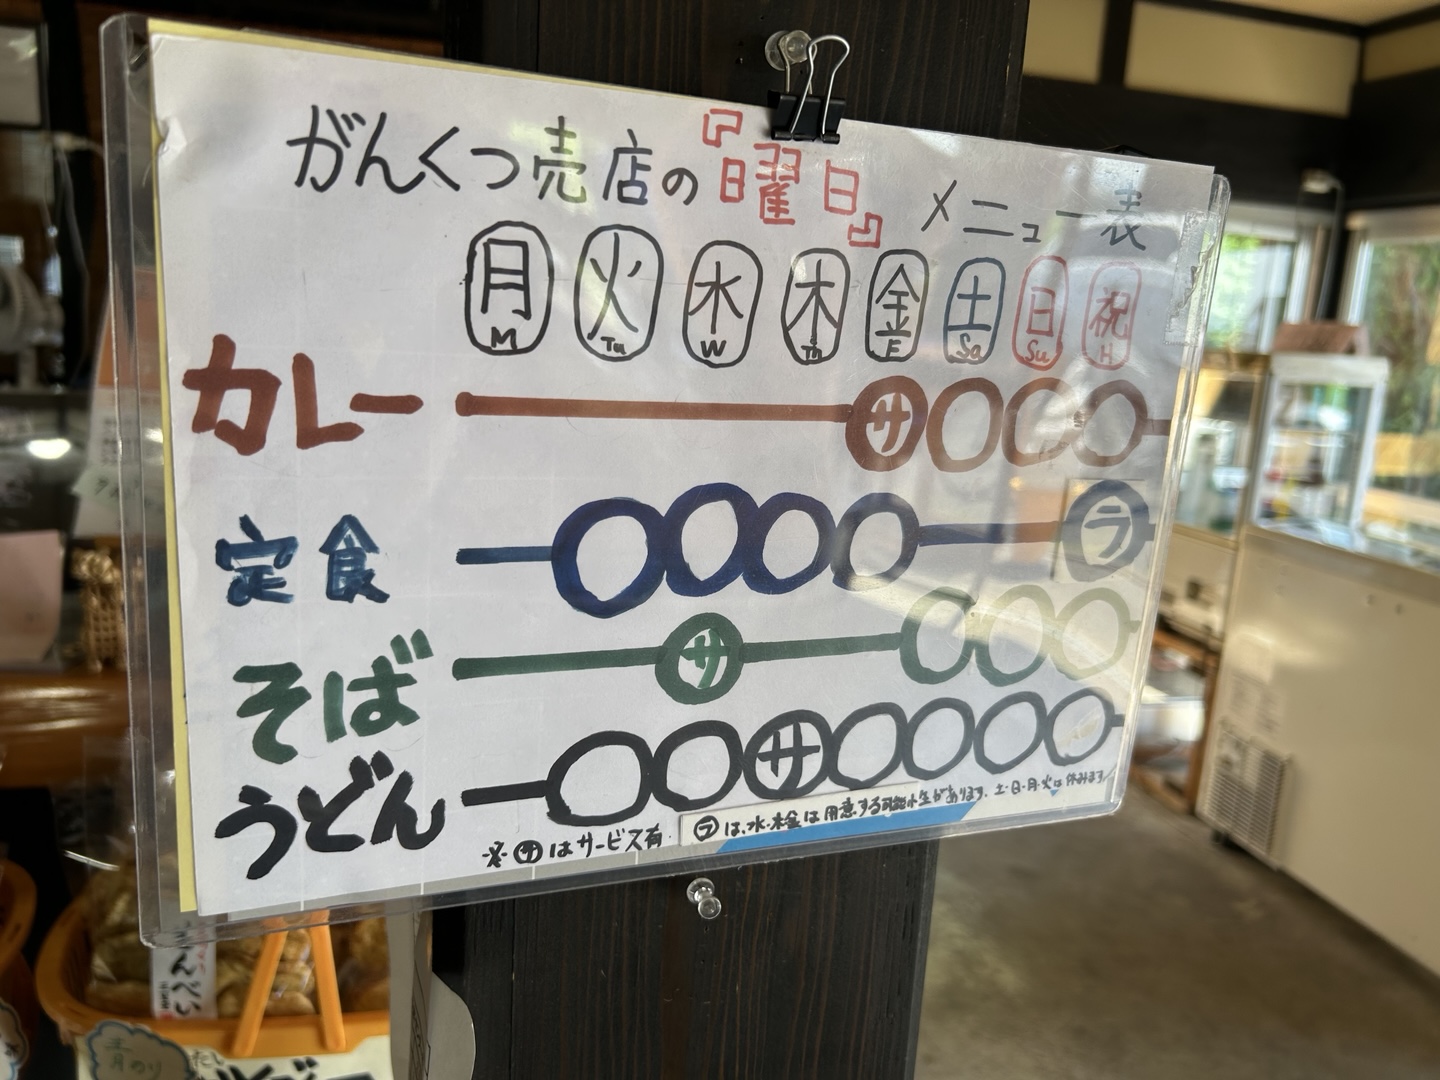 がんくつ売店の『曜日』メニュー表
月 火 水 木 金 土 日 祝
M Tu W Th F Sa Su H
カレー サ
定食 ラ
そば サ
うどん サ
※サはサービス有
ラは、水・木金は用意する可能性があります、土・日・月・火は休みます
青のり